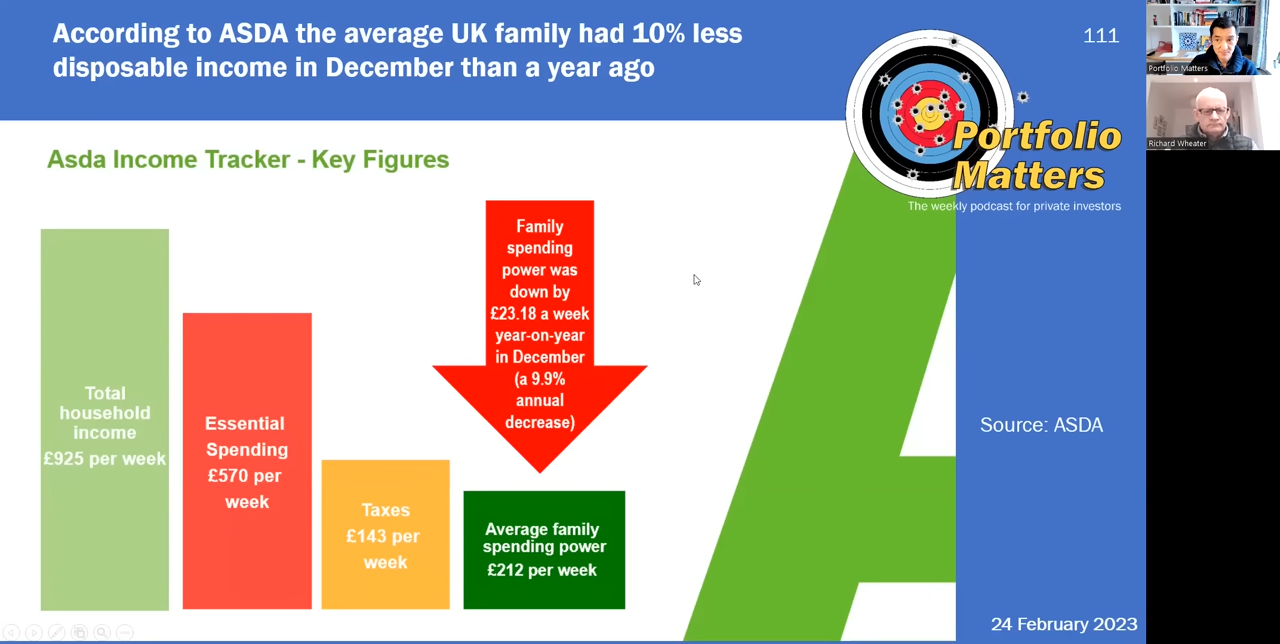 According to ASDA the average UK family had 10% less
disposable income in December than a year ago
111
Portfolio Matters
Richard Wheater
Portfolio
Matters
The weekly podcast for private investors
Asda Income Tracker - Key Figures
Family
spending
power was
down by
£23.18 a week
year-on-year
in December
(a 9.9%
annual
decrease)
Total
household
income
£925 per week
Essential
Spending
£570 per
week
Taxes
£143 per
week
Average family
spending power
£212 per week
Source: ASDA
24 February 2023